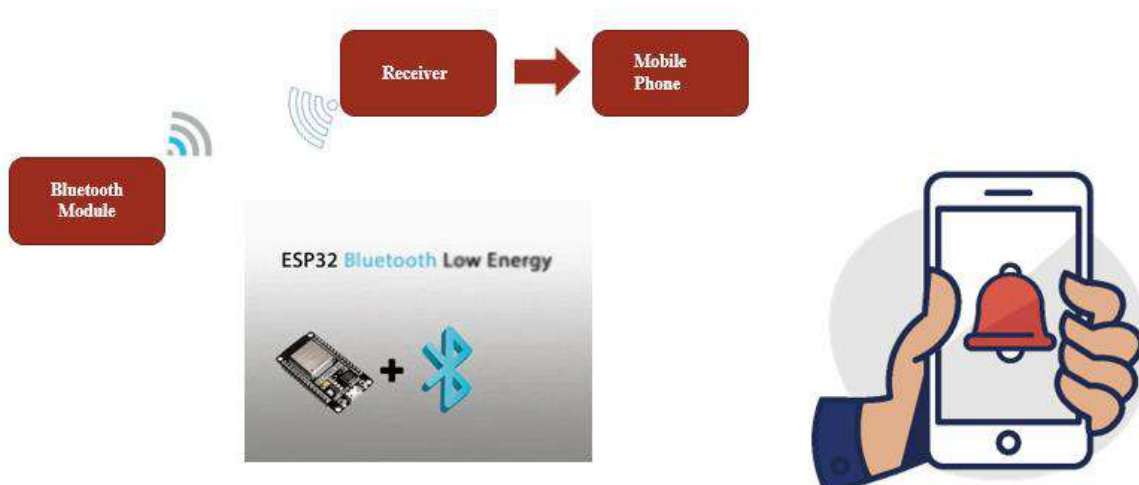 Receiver
Mobile
Phone
Bluetooth
Module
ESP32 Bluetooth Low Energy